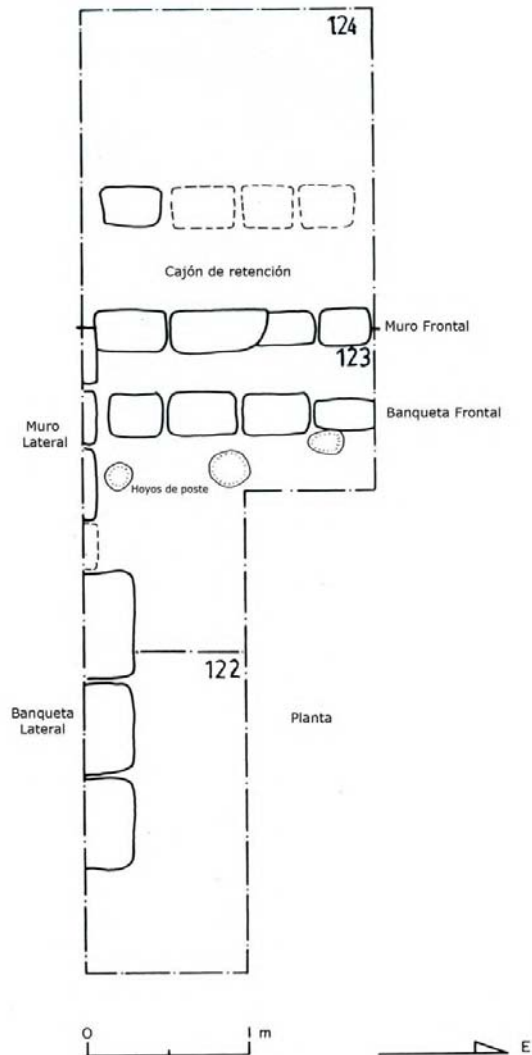 124
Cajón de retención
Muro Frontal
123
Banqueta Frontal
Muro
Lateral
Hoyos de poste
122
Banqueta
Lateral
Planta
0 1 m
E